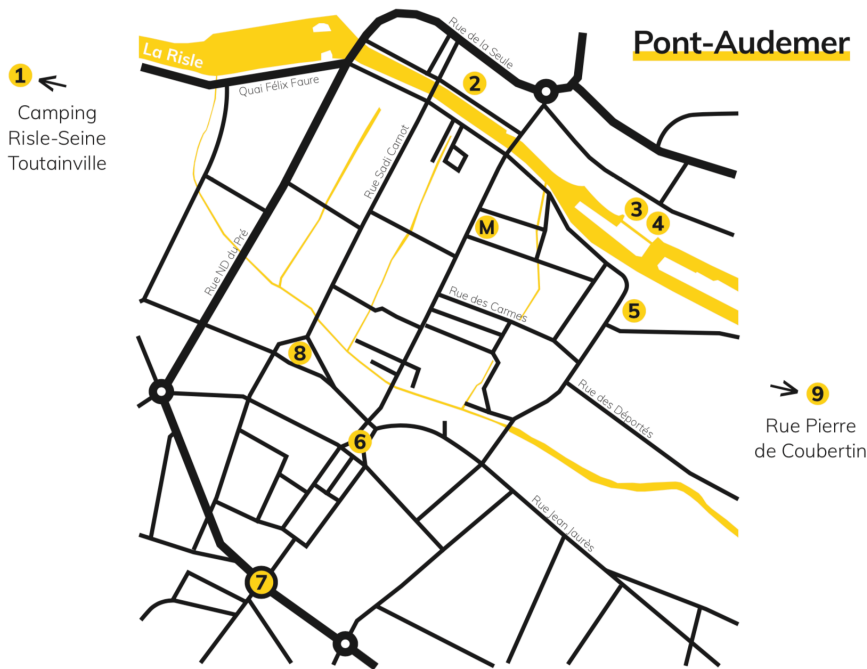 Pont-Audemer
La Risle
Quai Félix Faure
Rue de la Seule
1
Camping
Risle-Seine
Toutainville
2
Rue Sadi Carnot
Rue ND du Pré
3
4
M
5
Rue des Carmes
8
9
Rue Pierre
de Coubertin
Rue des Déportés
6
Rue Jean Jaurès
7